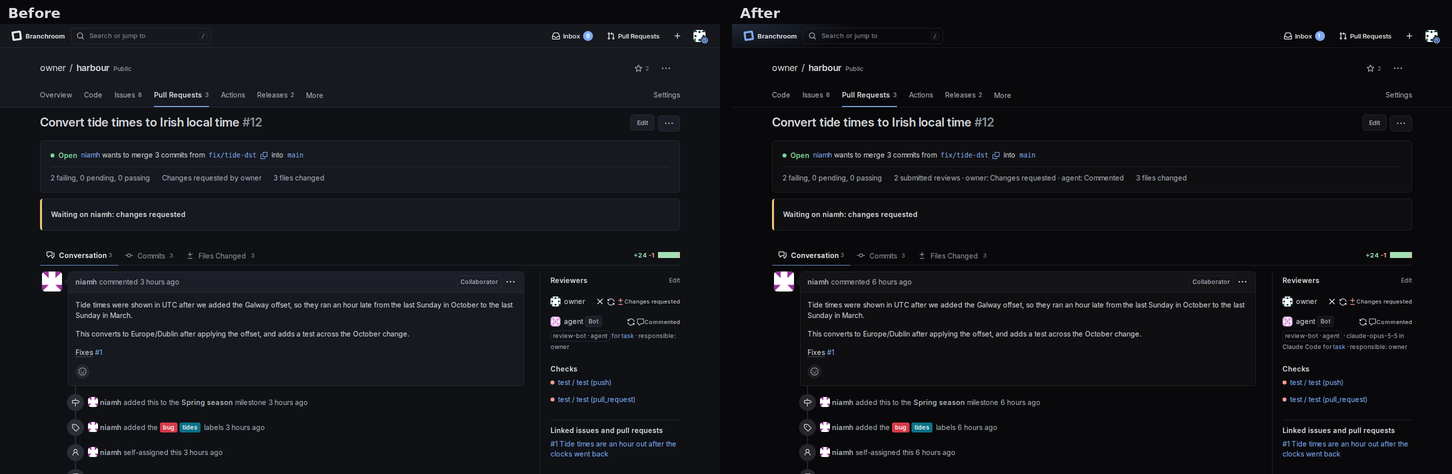 Before
Branchroom Search or jump to / Inbox Pull Requests +
owner / harbour Public 2 ...
Overview Code Issues 8 Pull Requests 3 Actions Releases 2 More Settings
Convert tide times to Irish local time #12 Edit ...
Open niamh wants to merge 3 commits from fix/tide-dst into main
2 failing, 0 pending, 0 passing Changes requested by owner 3 files changed
Waiting on niamh: changes requested
Conversation 3 Commits 3 Files Changed 3 +24 -1
niamh commented 3 hours ago Collaborator ...
Tide times were shown in UTC after we added the Galway offset, so they ran an hour late from the last Sunday in October to the last
Sunday in March.
This converts to Europe/Dublin after applying the offset, and adds a test across the October change.
Fixes #1
niamh added this to the Spring season milestone 3 hours ago
niamh added the bug tides labels 3 hours ago
niamh self-assigned this 3 hours ago
Reviewers Edit
owner Changes requested
agent Bot Commented
review-bot · agent for task · responsible:
owner
Checks
test / test (push)
test / test (pull_request)
Linked issues and pull requests
#1 Tide times are an hour out after the
clocks went back
After
Branchroom Search or jump to / Inbox 1 Pull Requests +
owner / harbour Public 2 ...
Code Issues 8 Pull Requests 3 Actions Releases 2 More Settings
Convert tide times to Irish local time #12 Edit ...
Open niamh wants to merge 3 commits from fix/tide-dst into main
2 failing, 0 pending, 0 passing 2 submitted reviews · owner: Changes requested · agent: Commented 3 files changed
Waiting on niamh: changes requested
Conversation 3 Commits 3 Files Changed 3 +24 -1
niamh commented 6 hours ago Collaborator ...
Tide times were shown in UTC after we added the Galway offset, so they ran an hour late from the last Sunday in October to the last
Sunday in March.
This converts to Europe/Dublin after applying the offset, and adds a test across the October change.
Fixes #1
niamh added this to the Spring season milestone 6 hours ago
niamh added the bug tides labels 6 hours ago
niamh self-assigned this 6 hours ago
Reviewers Edit
owner Changes requested
agent Bot Commented
review-bot · agent · claude-opus-5-5 in
Claude Code for task · responsible: owner
Checks
test / test (push)
test / test (pull_request)
Linked issues and pull requests
#1 Tide times are an hour out after the
clocks went back